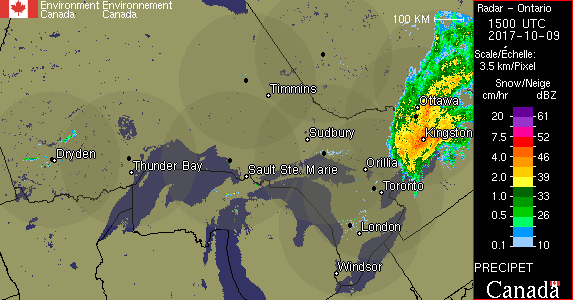 Environment Environnement
Canada Canada
100 KM
Timmins
Ottawa
Sudbury
Kingston
Dryden
Thunder Bay
Sault Ste. Marie
Orillia
Toronto
London
Windsor
Radar - Ontario
1500 UTC
2017-10-09
Scale/Échelle:
3.5 km/Pixel
Snow/Neige
cm/hr dBZ
20 61
7.5 52
4.0 46
2.0 39
1.0 33
0.5 26
0.1 10
PRECIPET
Canada